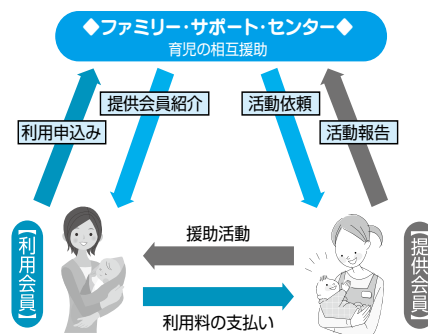 ◆ファミリー・サポート・センター◆
育児の相互援助
提供会員紹介
活動依頼
利用申込み
活動報告
【利用会員】
援助活動
【提供会員】
利用料の支払い